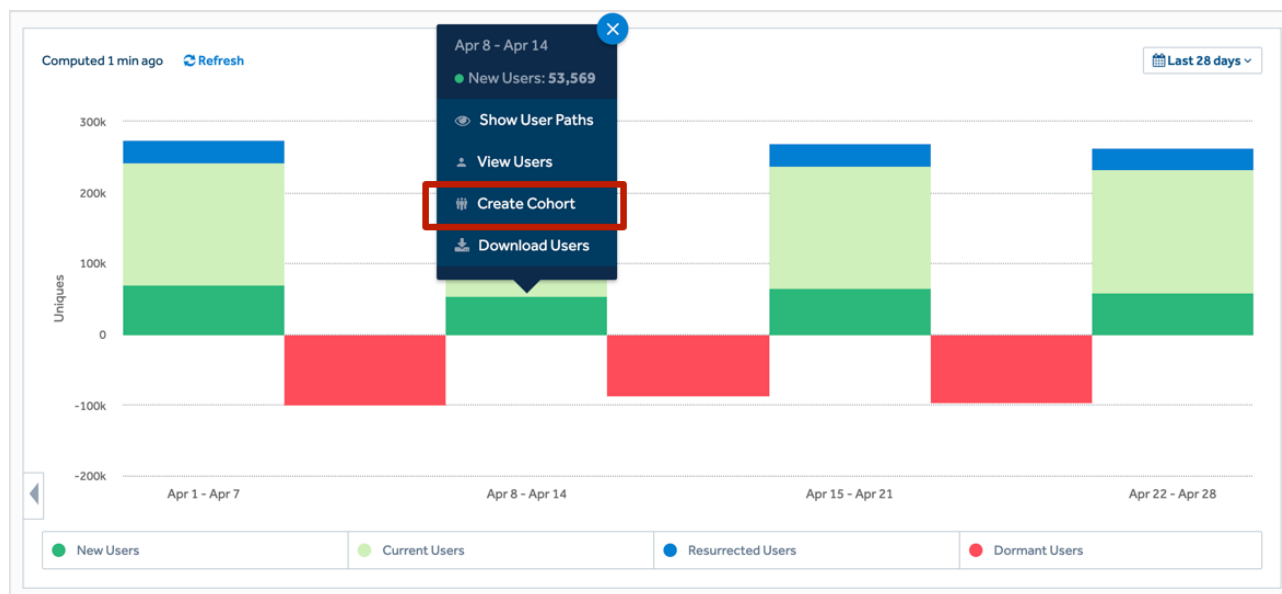 Computed 1 min ago Refresh
Last 28 days
Apr 8 - Apr 14
New Users: 53,569
Show User Paths
View Users
Create Cohort
Download Users
300k
200k
100k
0
-100k
-200k
Uniques
Apr 1 - Apr 7 Apr 8 - Apr 14 Apr 15 - Apr 21 Apr 22 - Apr 28
New Users Current Users Resurrected Users Dormant Users